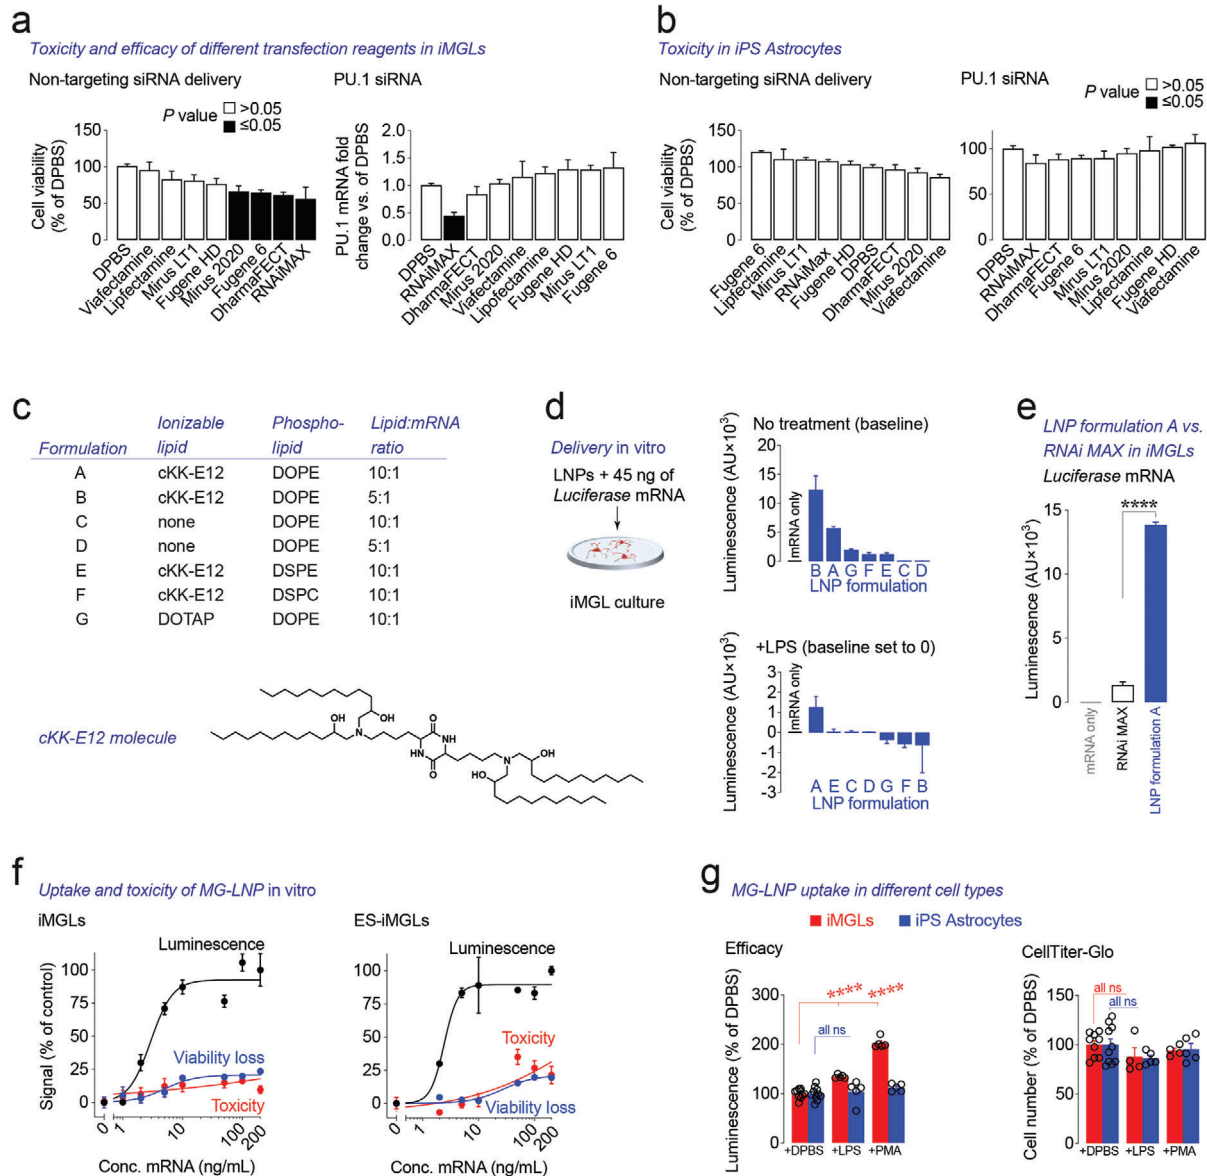 a
Toxicity and efficacy of different transfection reagents in iMGLs
Non-targeting siRNA delivery
P value
>0.05
≤0.05
Cell viability
(% of DPBS)
150
100
50
0
DPBS
Viafectamine
Lipfectamine
Mirus LT1
Fugene HD
Mirus 2020
Fugene 6
DharmaFECT
RNAiMAX
PU.1 siRNA
PU.1 mRNA fold
change vs. of DPBS
2.0
1.5
1.0
0.5
0.0
DPBS
RNAiMAX
DharmaFECT
Mirus 2020
Viafectamine
Lipofectamine
Fugene HD
Mirus LT1
Fugene 6
b
Toxicity in iPS Astrocytes
Non-targeting siRNA delivery
Cell viability
(% of DPBS)
150
100
50
0
Fugene 6
Lipfectamine
Mirus LT1
RNAiMax
Fugene HD
DPBS
DharmaFECT
Mirus 2020
Viafectamine
PU.1 siRNA
P value
>0.05
≤0.05
100
50
0
DPBS
RNAiMAX
DharmaFECT
Fugene 6
Mirus LT1
Mirus 2020
Lipfectamine
Fugene HD
Viafectamine
c
Formulation Ionizable lipid Phospho-lipid Lipid:mRNA ratio
A cKK-E12 DOPE 10:1
B cKK-E12 DOPE 5:1
C none DOPE 10:1
D none DOPE 5:1
E cKK-E12 DSPE 10:1
F cKK-E12 DSPC 10:1
G DOTAP DOPE 10:1
cKK-E12 molecule
OH
OH
N
O
NH
HN
O
N
OH
HO
d
Delivery in vitro
LNPs + 45 ng of
Luciferase mRNA
iMGL culture
No treatment (baseline)
Luminescence (AU×10³)
20
15
10
5
0
mRNA only
B A G F E C D
LNP formulation
+LPS (baseline set to 0)
Luminescence (AU×10³)
3
2
1
0
-1
-2
-3
mRNA only
A E C D G F B
LNP formulation
e
LNP formulation A vs.
RNAi MAX in iMGLs
Luciferase mRNA
****
Luminescence (AU×10³)
15
10
5
0
mRNA only
RNAi MAX
LNP formulation A
f
Uptake and toxicity of MG-LNP in vitro
iMGLs
Luminescence
Signal (% of control)
100
75
50
25
0
Viability loss
Toxicity
0 1 10 100 200
Conc. mRNA (ng/mL)
ES-iMGLs
Luminescence
100
75
50
25
0
Toxicity
Viability loss
0 1 10 100 200
Conc. mRNA (ng/mL)
g
MG-LNP uptake in different cell types
iMGLs
iPS Astrocytes
Efficacy
Luminescence (% of DPBS)
300
200
100
0
**** ****
all ns
+DPBS +LPS +PMA
CellTiter-Glo
Cell number (% of DPBS)
150
100
50
0
all ns
all ns
+DPBS +LPS +PMA